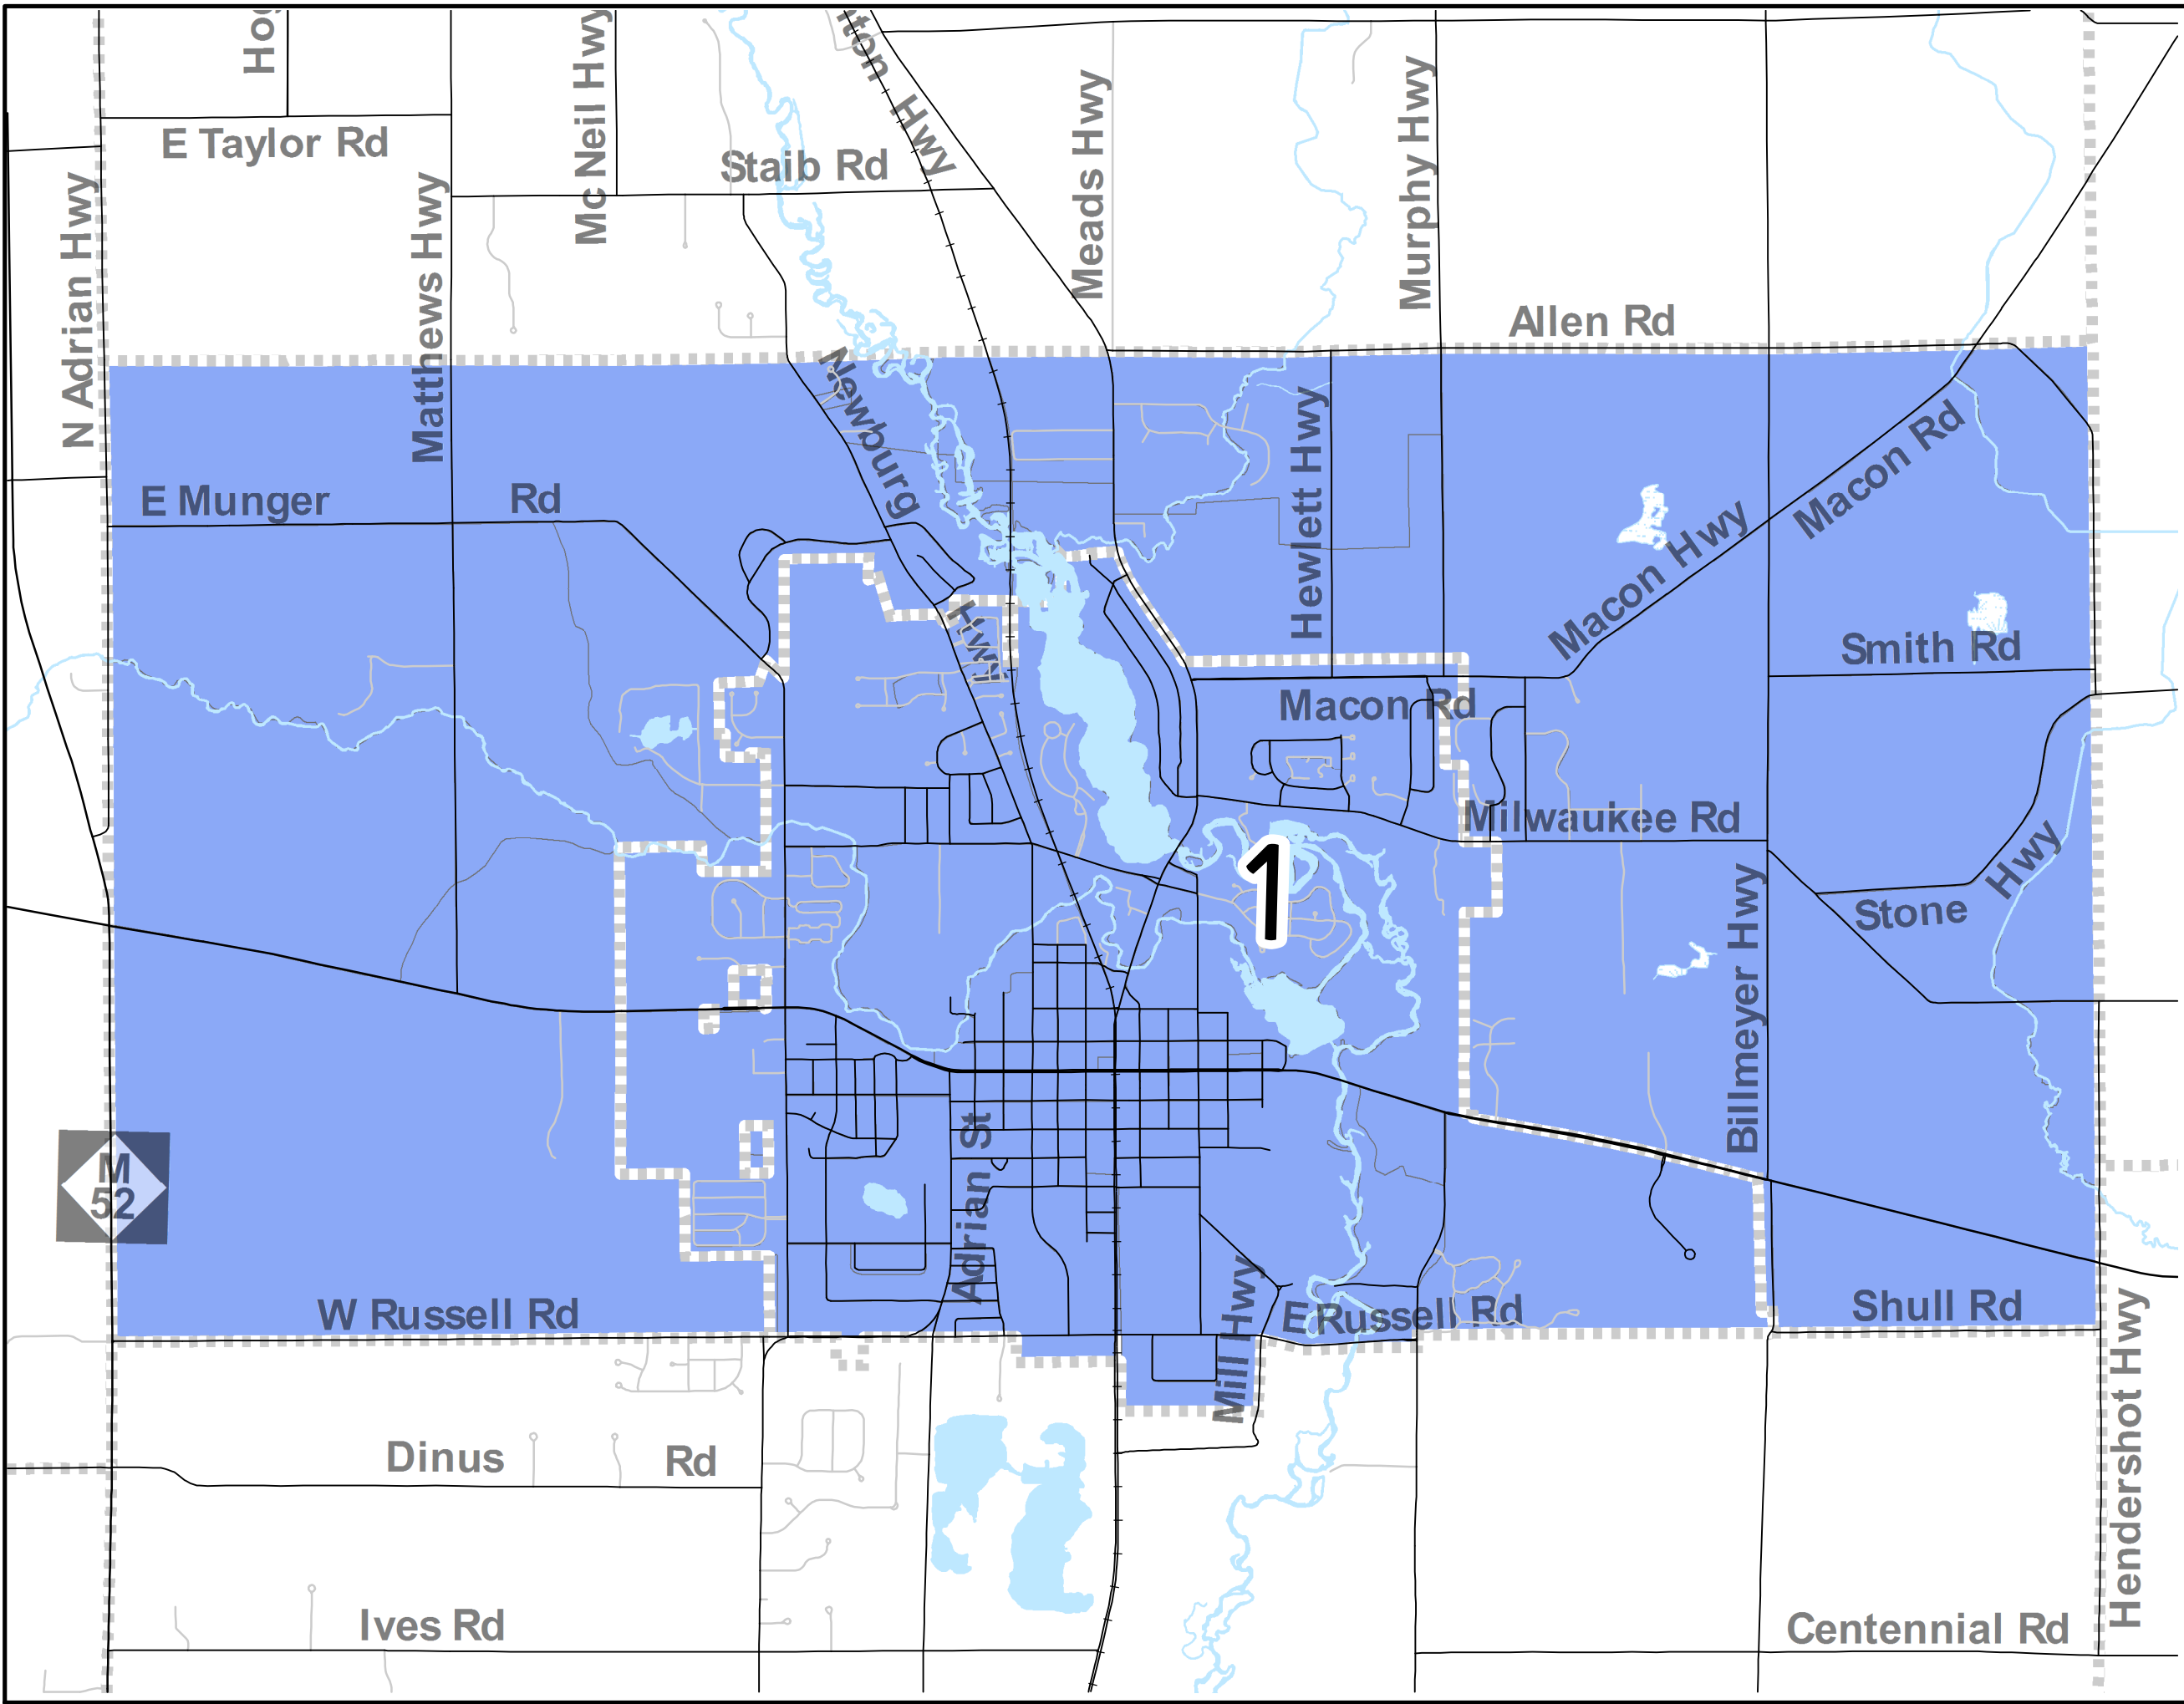 E Taylor Rd
Mc Neil Hwy
Hwy
Staib Rd
Meads Hwy
Murphy Hwy
N Adrian Hwy
Matthews Hwy
Allen Rd
Newburg
Hwy
Hewlett Hwy
E Munger Rd
Macon Rd
Macon Hwy
Smith Rd
Macon Rd
Milwaukee Rd
1
Stone Hwy
Billmeyer Hwy
M
52
Adrian St
W Russell Rd
Mill Hwy
E Russell Rd
Shull Rd
Hendershot Hwy
Dinus Rd
Ives Rd
Centennial Rd